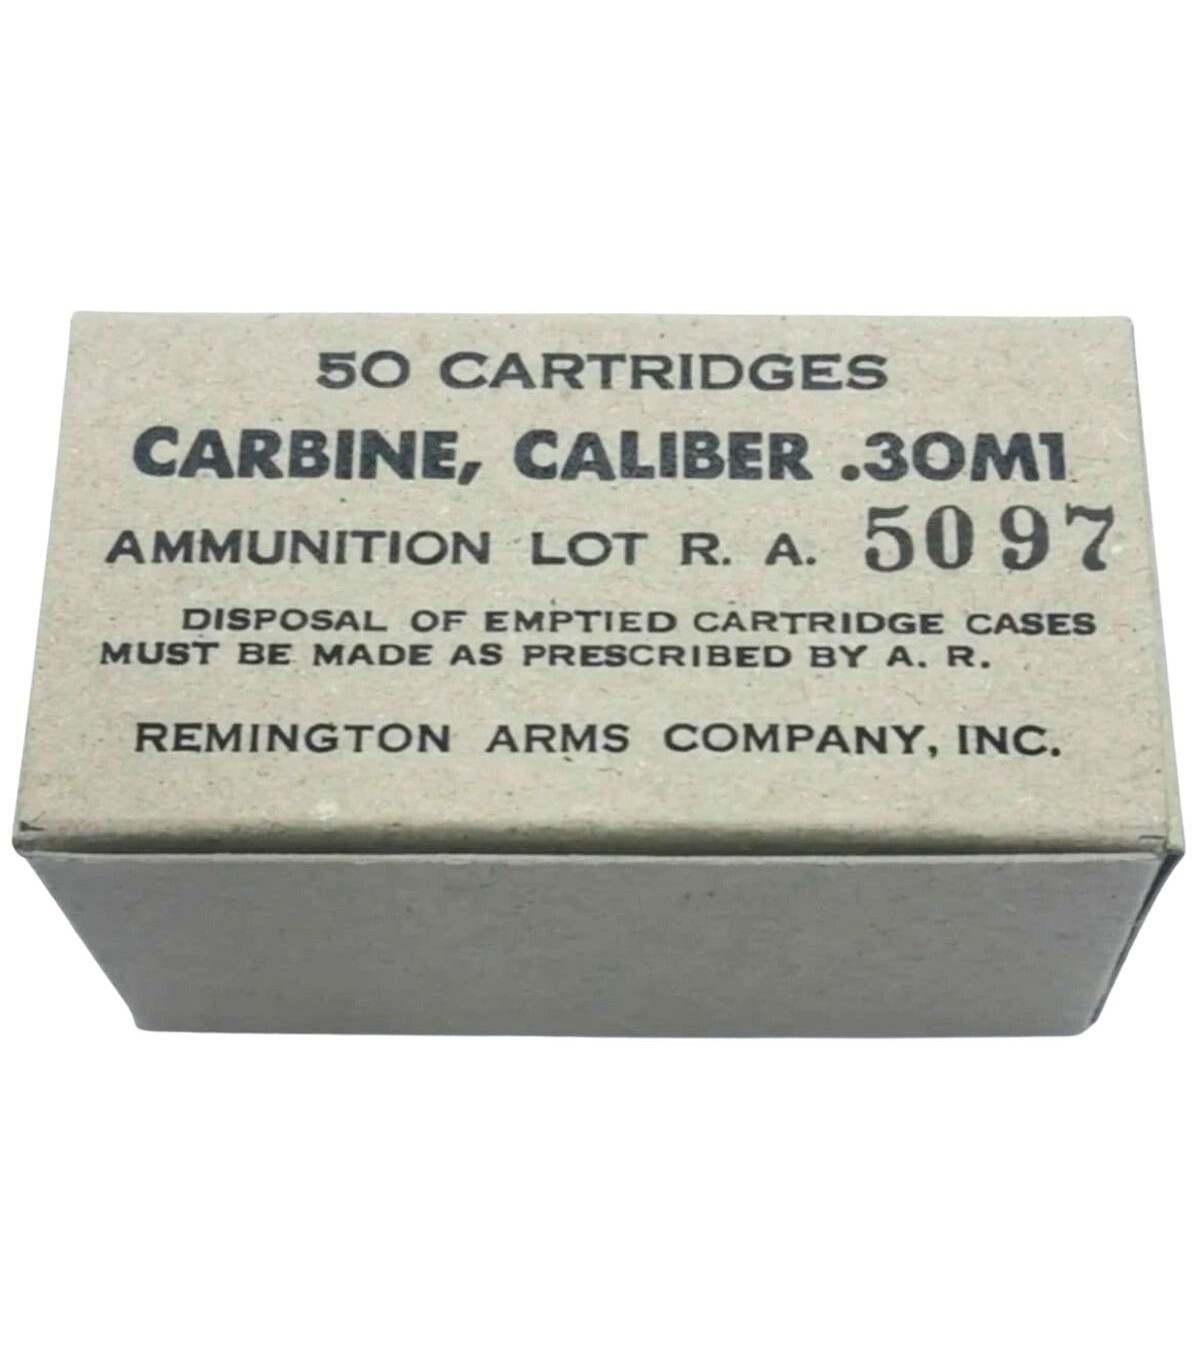 50 CARTRIDGES
CARBINE, CALIBER .30M1
AMMUNITION LOT R. A. 5097
DISPOSAL OF EMPTIED CARTRIDGE CASES
MUST BE MADE AS PRESCRIBED BY A. R.
REMINGTON ARMS COMPANY, INC.